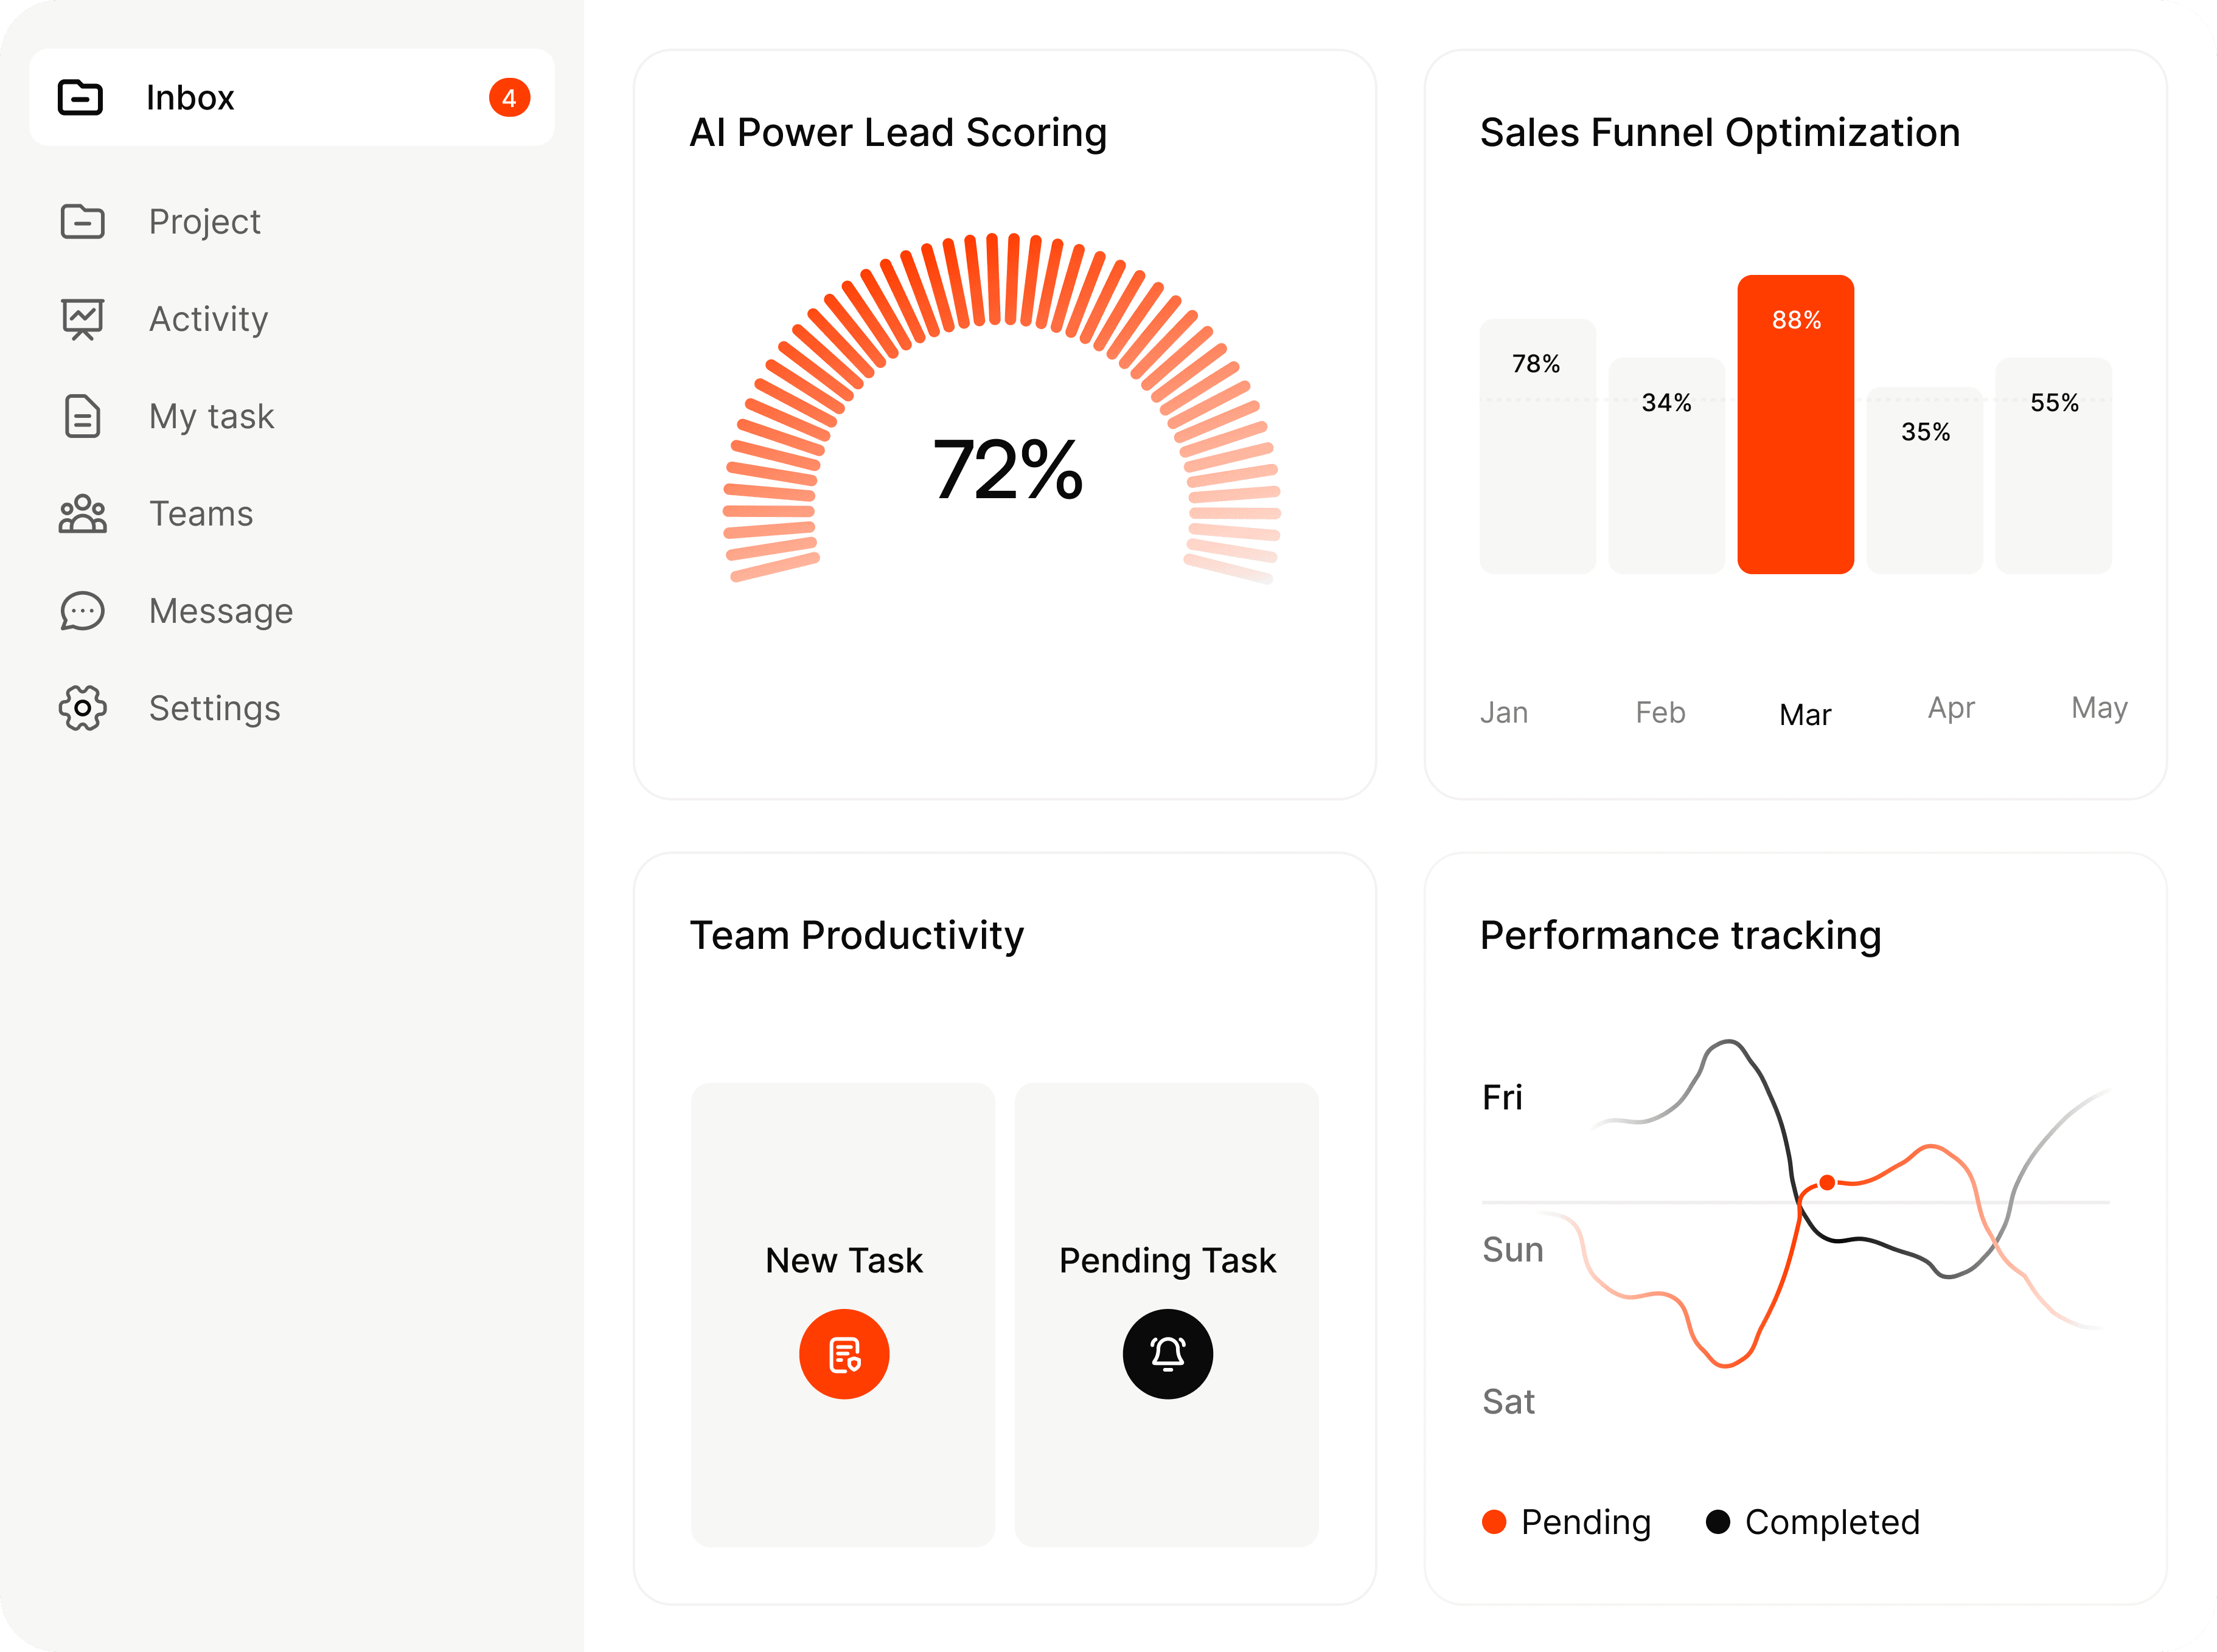 Inbox
4
Project
Activity
My task
Teams
Message
Settings
AI Power Lead Scoring
72%
Sales Funnel Optimization
78%
34%
88%
35%
55%
Jan Feb Mar Apr May
Team Productivity
New Task
Pending Task
Performance tracking
Fri
Sun
Sat
Pending Completed